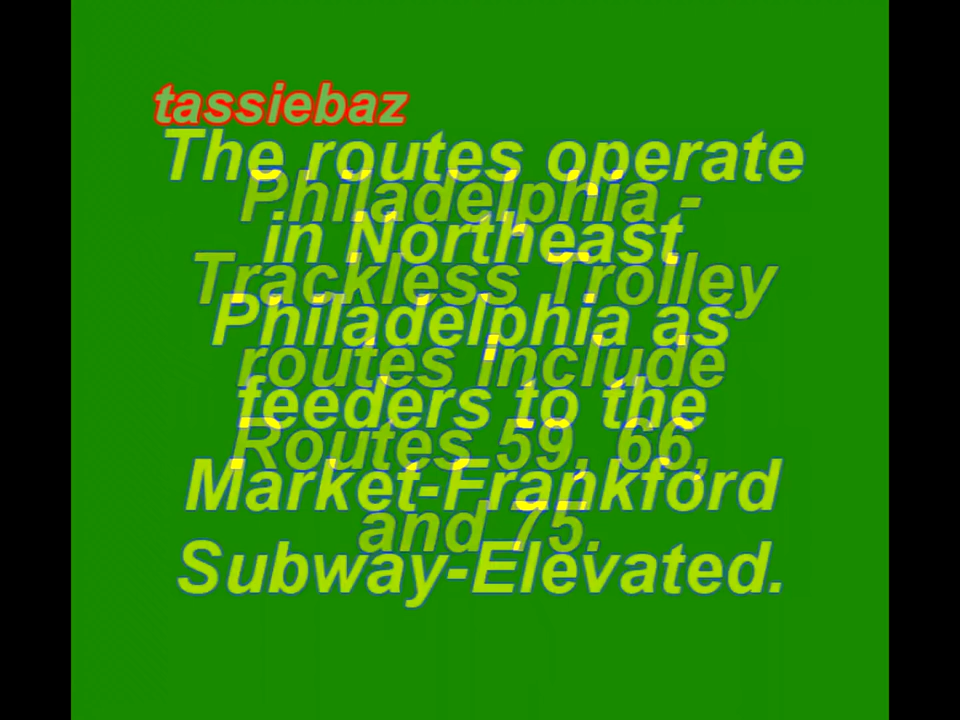 tassiebaz
The routes operate
Philadelphia -
in Northeast
Trackless Trolley
Philadelphia as
routes include
feeders to the
Routes 59, 66,
Market-Frankford
and 75.
Subway-Elevated.